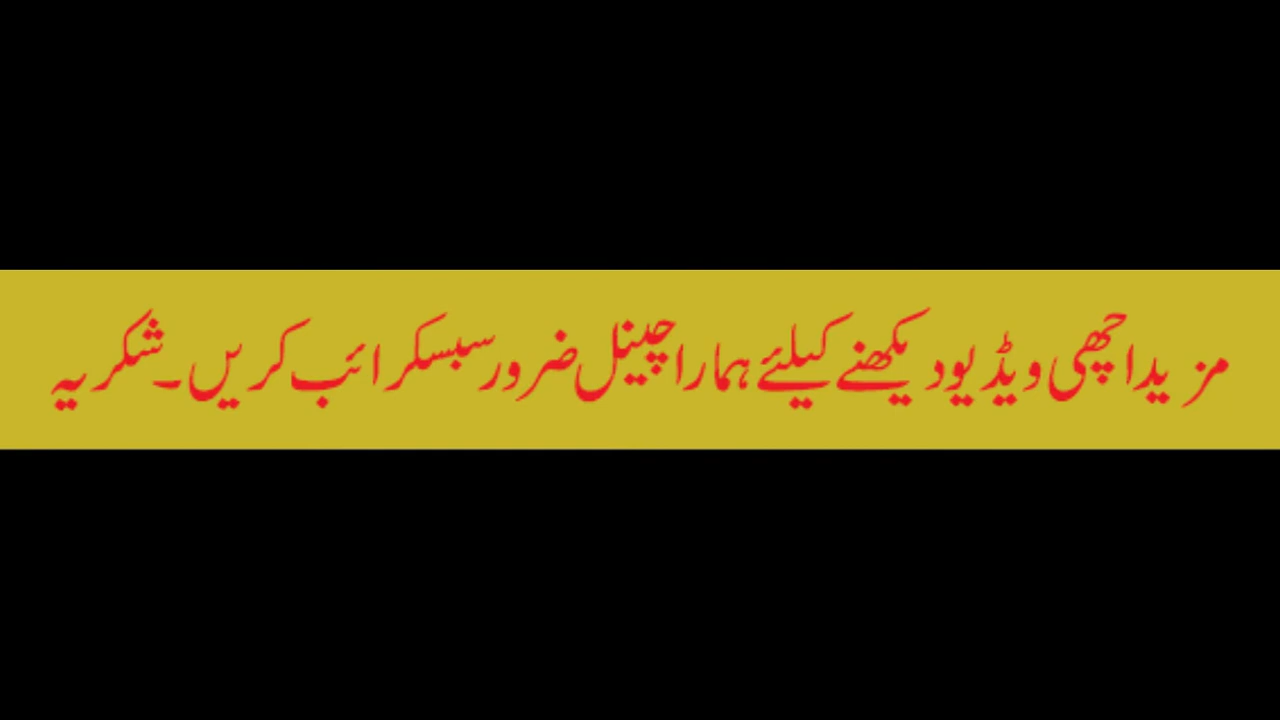 مزید اچھی ویڈیو دیکھنے کیلئے ہمارا چینل ضرور سبسکرائب کریں۔ شکریہ